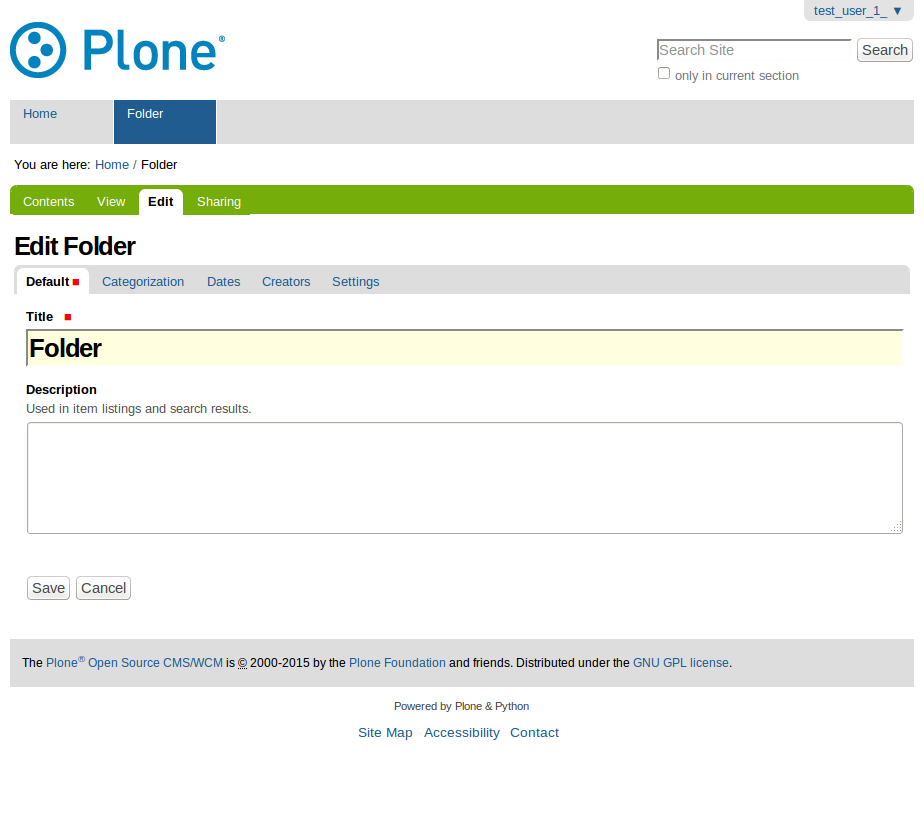 test_user_1_ ▼
Plone®
Search Site
Search
only in current section
Home
Folder
You are here: Home / Folder
Contents
View
Edit
Sharing
Edit Folder
Default
Categorization
Dates
Creators
Settings
Title
Folder
Description
Used in item listings and search results.
Save
Cancel
The Plone® Open Source CMS/WCM is © 2000-2015 by the Plone Foundation and friends. Distributed under the GNU GPL license.
Powered by Plone & Python
Site Map
Accessibility
Contact